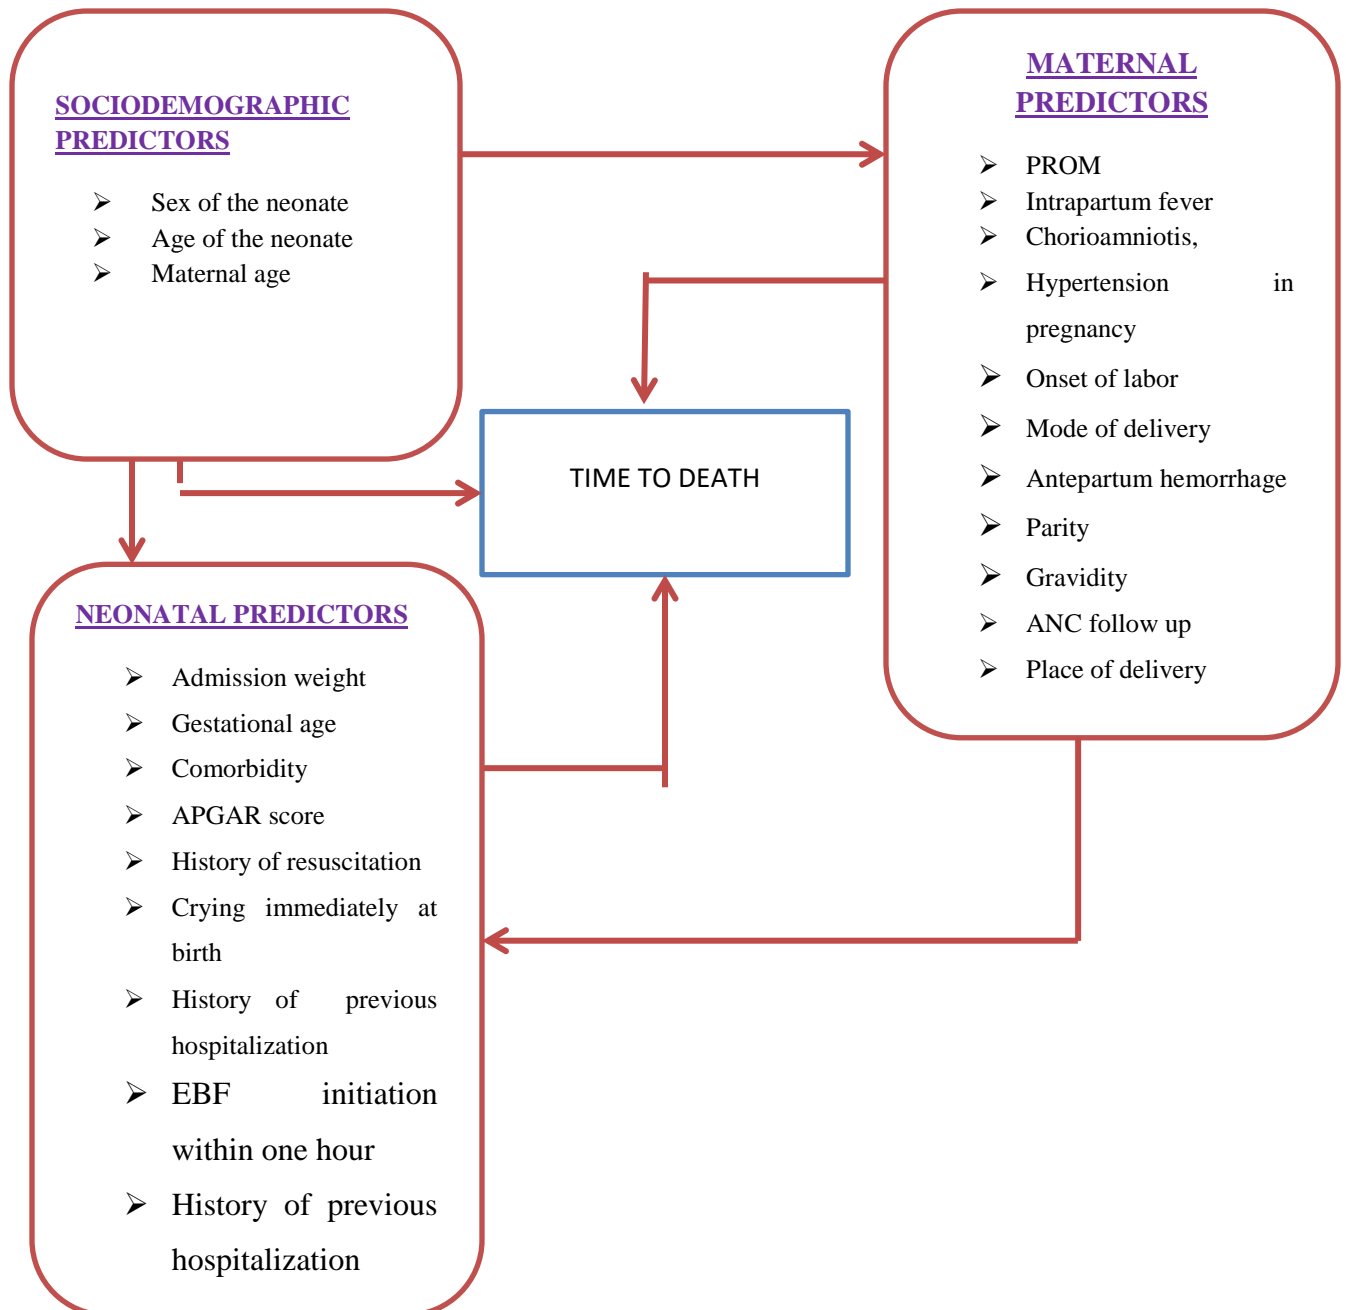 SOCIODEMOGRAPHIC
PREDICTORS
➢ Sex of the neonate
➢ Age of the neonate
➢ Maternal age
MATERNAL
PREDICTORS
➢ PROM
➢ Intrapartum fever
➢ Chorioamniotis,
➢ Hypertension in
pregnancy
➢ Onset of labor
➢ Mode of delivery
➢ Antepartum hemorrhage
➢ Parity
➢ Gravidity
➢ ANC follow up
➢ Place of delivery
TIME TO DEATH
NEONATAL PREDICTORS
➢ Admission weight
➢ Gestational age
➢ Comorbidity
➢ APGAR score
➢ History of resuscitation
➢ Crying immediately at
birth
➢ History of previous
hospitalization
➢ EBF initiation
within one hour
➢ History of previous
hospitalization